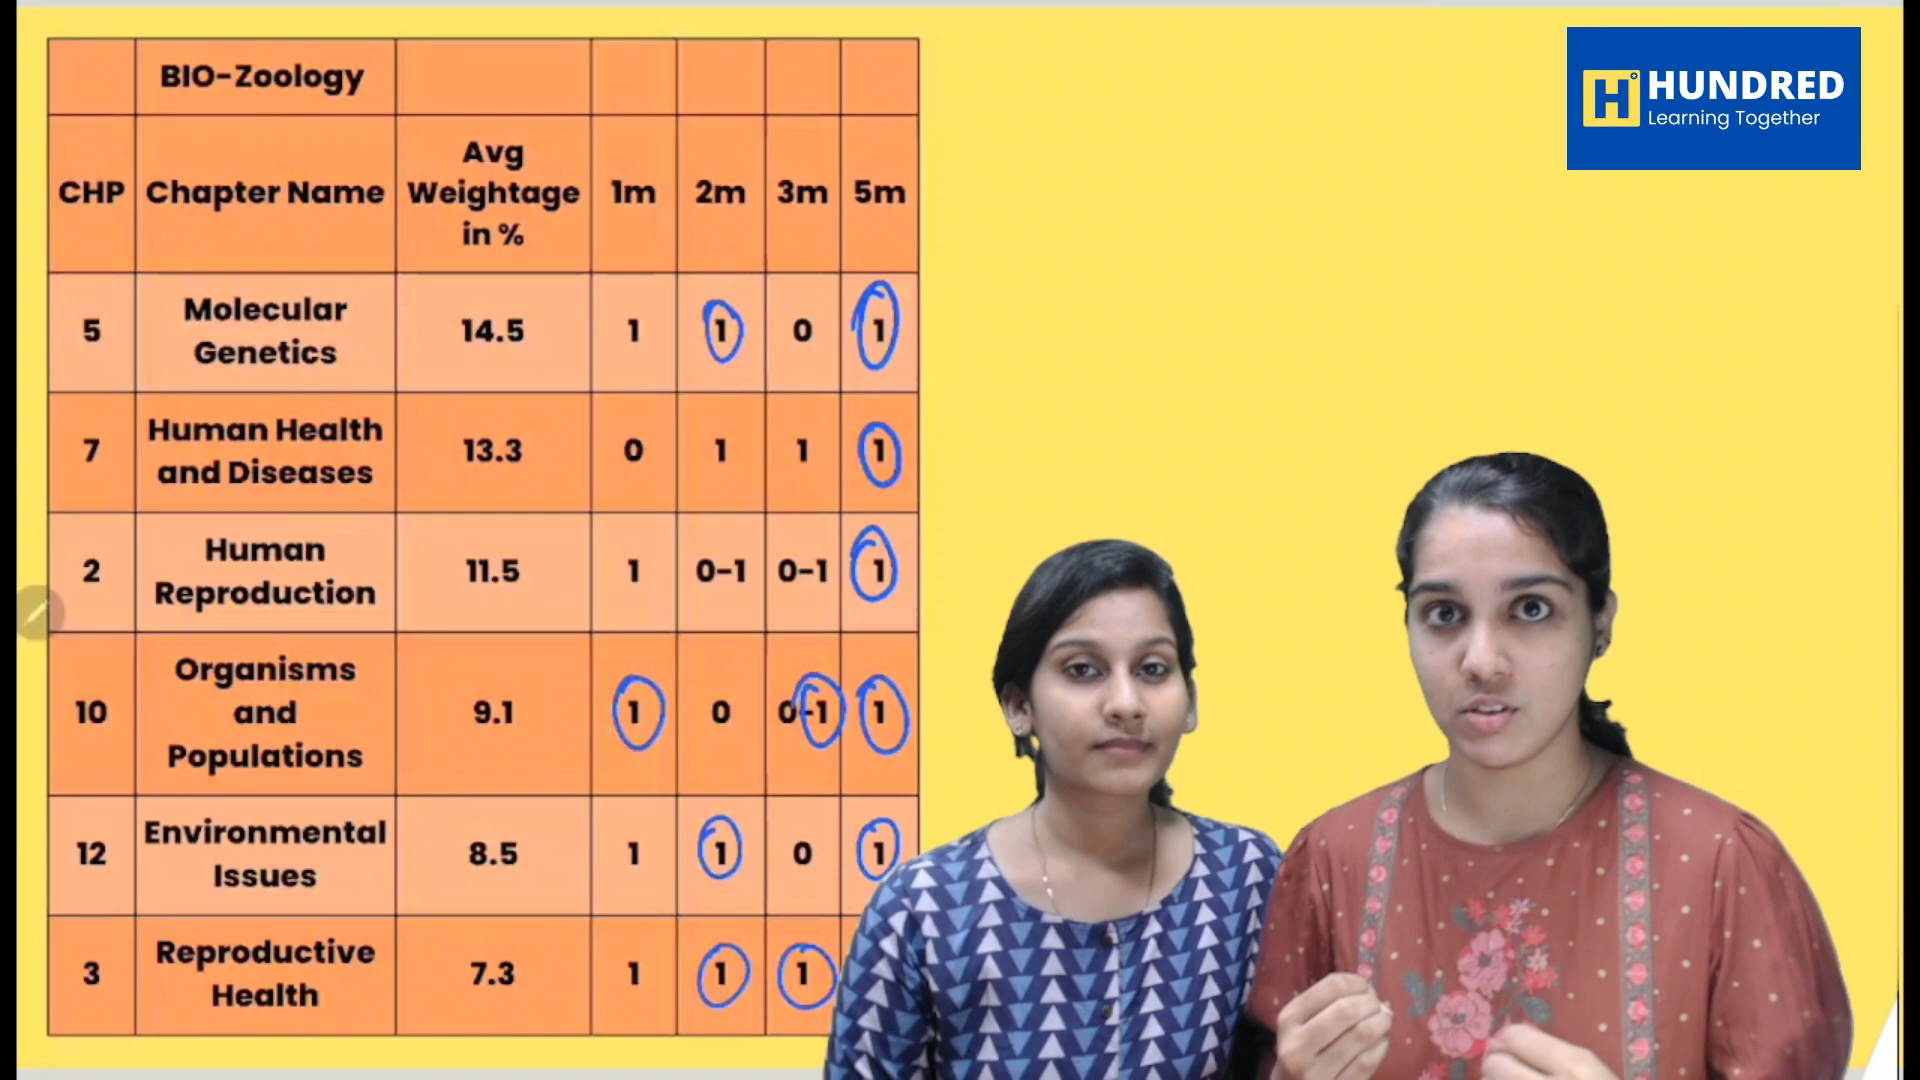 BIO-Zoology
CHP Chapter Name Avg Weightage in % 1m 2m 3m 5m
5 Molecular Genetics 14.5 1 1 0 1
7 Human Health and Diseases 13.3 0 1 1 1
2 Human Reproduction 11.5 1 0-1 0-1 1
10 Organisms and Populations 9.1 1 0 0-1 1
12 Environmental Issues 8.5 1 1 0 1
3 Reproductive Health 7.3 1 1 1
H HUNDRED
Learning Together